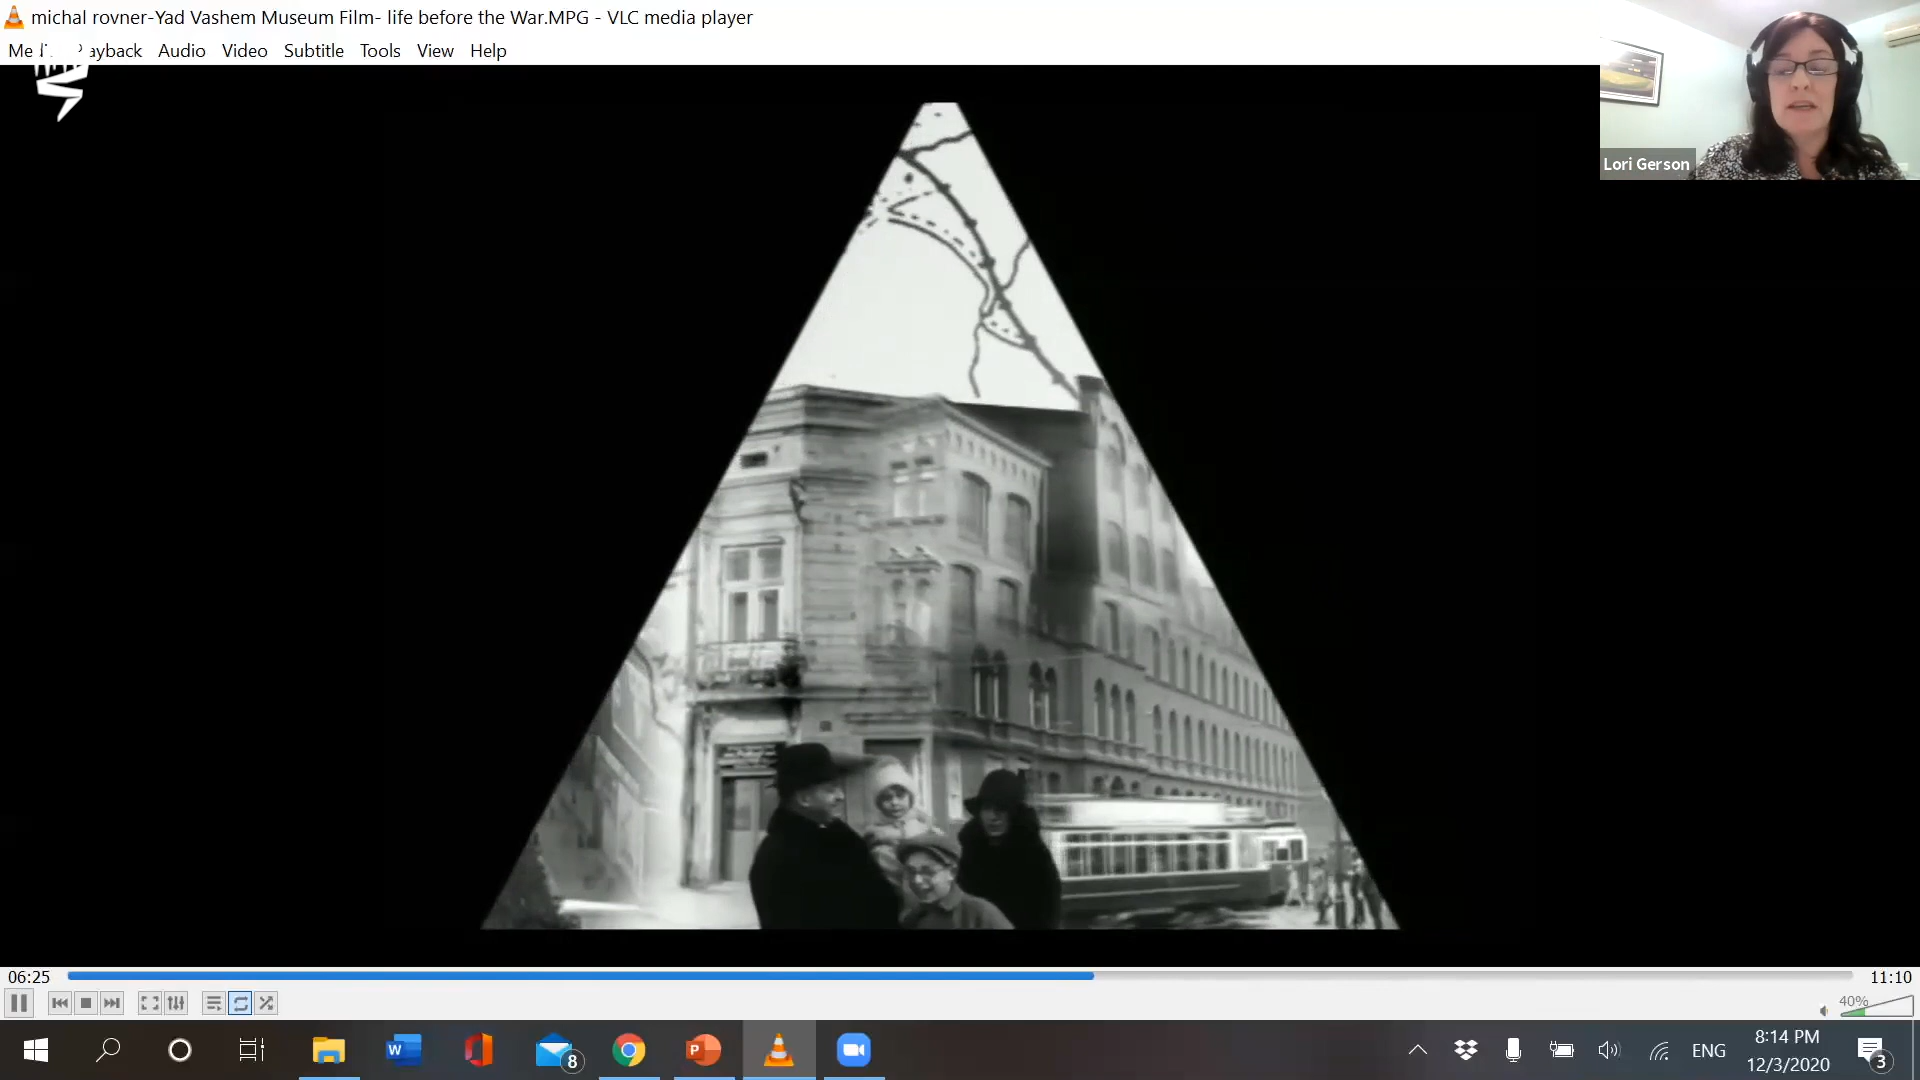 michal rovner-Yad Vashem Museum Film- life before the War.MPG - VLC media player
Audio Video Subtitle Tools View Help
Lori Gerson
06:25
11:10
40%
8
ENG
8:14 PM
12/3/2020
3